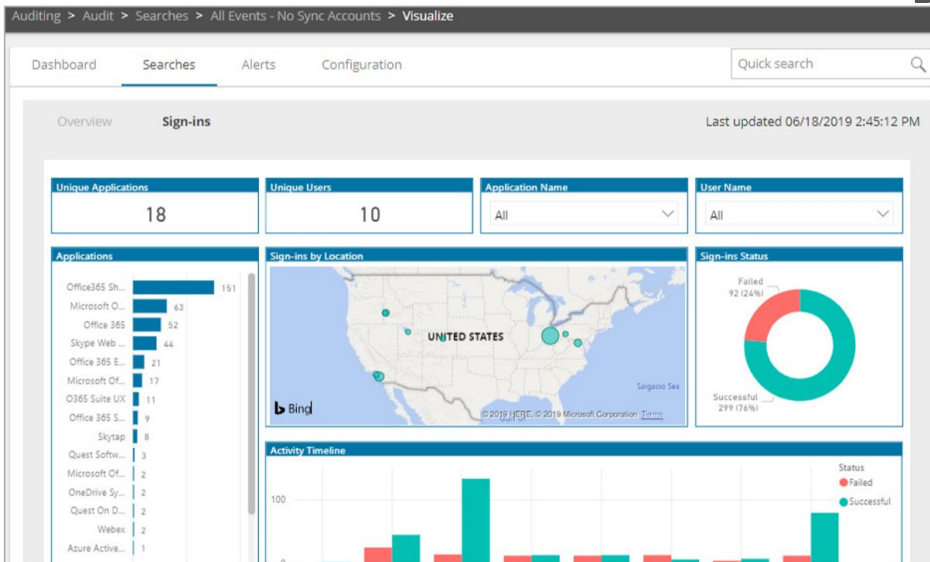 Auditing > Audit > Searches > All Events - No Sync Accounts > Visualize
Dashboard Searches Alerts Configuration Quick search
Overview Sign-ins Last updated 06/18/2019 2:45:12 PM
Unique Applications
18
Unique Users
10
Application Name
All
User Name
All
Applications
Office365 Sh... 151
Microsoft O... 63
Office 365 52
Skype Web ... 44
Office 365 E... 21
Microsoft Of... 17
O365 Suite UX 11
Office 365 S... 9
Skytap 8
Quest Softw... 3
Microsoft Of... 2
OneDrive Sy... 2
Quest On D... 2
Webex 2
Azure Active... 1
Sign-ins by Location
UNITED STATES
Sargasso Sea
Bing
© 2019 HERE, © 2019 Microsoft Corporation Terms
Sign-ins Status
Failed
92 (24%)
Successful
299 (76%)
Activity Timeline
100
0
Status
Failed
Successful